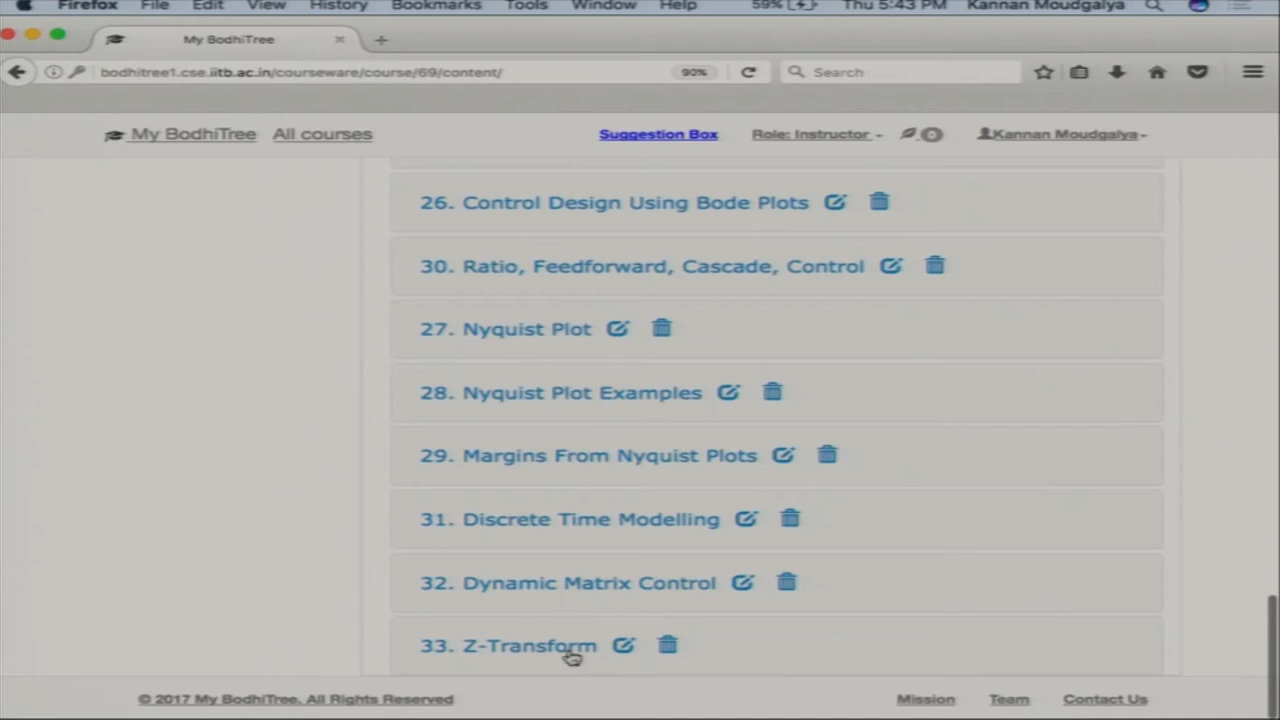 Firefox File Edit View History Bookmarks Tools Window Help 59% Thu 5:43 PM Kannan Moudgalya
My BodhiTree
bodhitree1.cse.iitb.ac.in/courseware/course/69/content/ 90% Search
My BodhiTree All courses Suggestion Box Role: Instructor Kannan Moudgalya
26. Control Design Using Bode Plots
30. Ratio, Feedforward, Cascade, Control
27. Nyquist Plot
28. Nyquist Plot Examples
29. Margins From Nyquist Plots
31. Discrete Time Modelling
32. Dynamic Matrix Control
33. Z-Transform
© 2017 My BodhiTree. All Rights Reserved Mission Team Contact Us